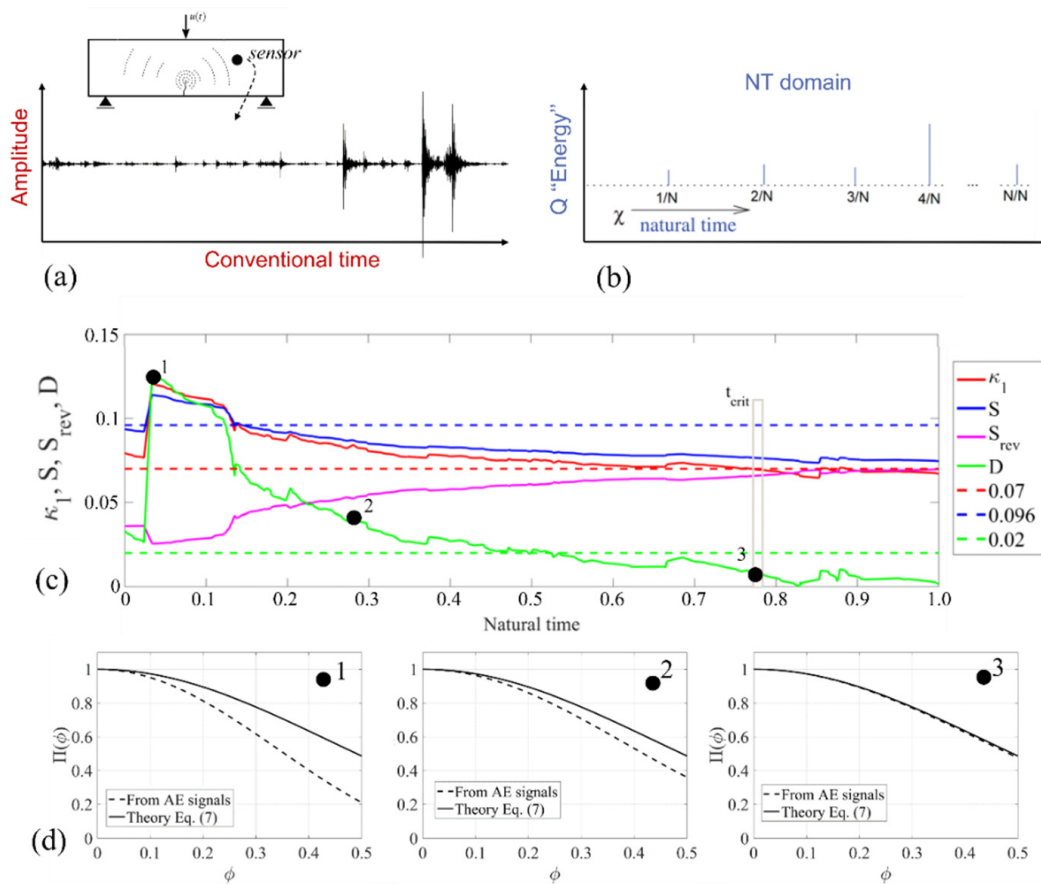 u(t)
sensor
Amplitude
Conventional time
(a)
NT domain
Q "Energy"
1/N
2/N
3/N
4/N
...
N/N
χ
natural time
(b)
κ₁, S, S_rev, D
0.15
0.1
0.05
0
1
2
3
t_crit
0
0.1
0.2
0.3
0.4
0.5
0.6
0.7
0.8
0.9
1.0
Natural time
κ₁
S
S_rev
D
0.07
0.096
0.02
(c)
Π(ϕ)
1
0.8
0.6
0.4
0.2
0
1
From AE signals
Theory Eq. (7)
0
0.1
0.2
0.3
0.4
0.5
ϕ
Π(ϕ)
1
0.8
0.6
0.4
0.2
0
2
From AE signals
Theory Eq. (7)
0
0.1
0.2
0.3
0.4
0.5
ϕ
Π(ϕ)
1
0.8
0.6
0.4
0.2
0
3
From AE signals
Theory Eq. (7)
0
0.1
0.2
0.3
0.4
0.5
ϕ
(d)